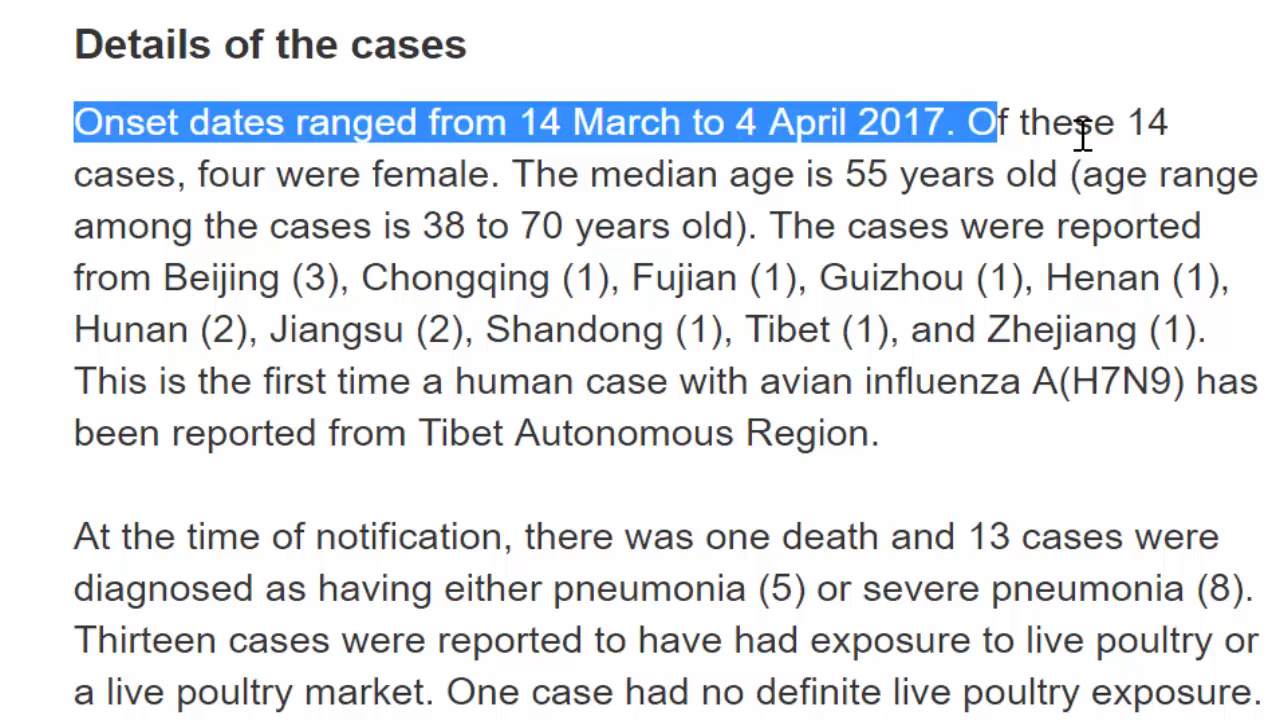 Details of the cases
Onset dates ranged from 14 March to 4 April 2017. Of these 14
cases, four were female. The median age is 55 years old (age range
among the cases is 38 to 70 years old). The cases were reported
from Beijing (3), Chongqing (1), Fujian (1), Guizhou (1), Henan (1),
Hunan (2), Jiangsu (2), Shandong (1), Tibet (1), and Zhejiang (1).
This is the first time a human case with avian influenza A(H7N9) has
been reported from Tibet Autonomous Region.
At the time of notification, there was one death and 13 cases were
diagnosed as having either pneumonia (5) or severe pneumonia (8).
Thirteen cases were reported to have had exposure to live poultry or
a live poultry market. One case had no definite live poultry exposure.